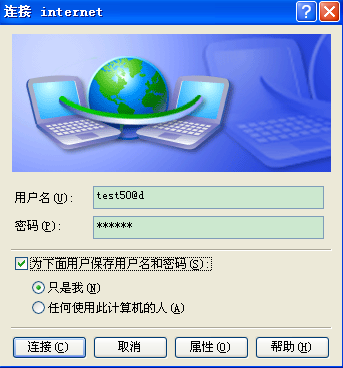 连接 internet
用户名(U): test50@d
密码(P): ******
为下面用户保存用户名和密码(S):
只是我(N)
任何使用此计算机的人(A)
连接(C) 取消 属性(O) 帮助(H)